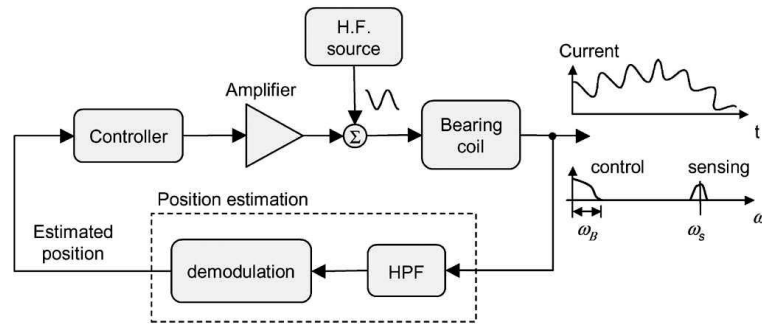 H.F.
source
Current
Amplifier
Controller
Σ
Bearing
coil
t
control
sensing
Position estimation
Estimated
position
demodulation
HPF
ω_B
ω_s
ω